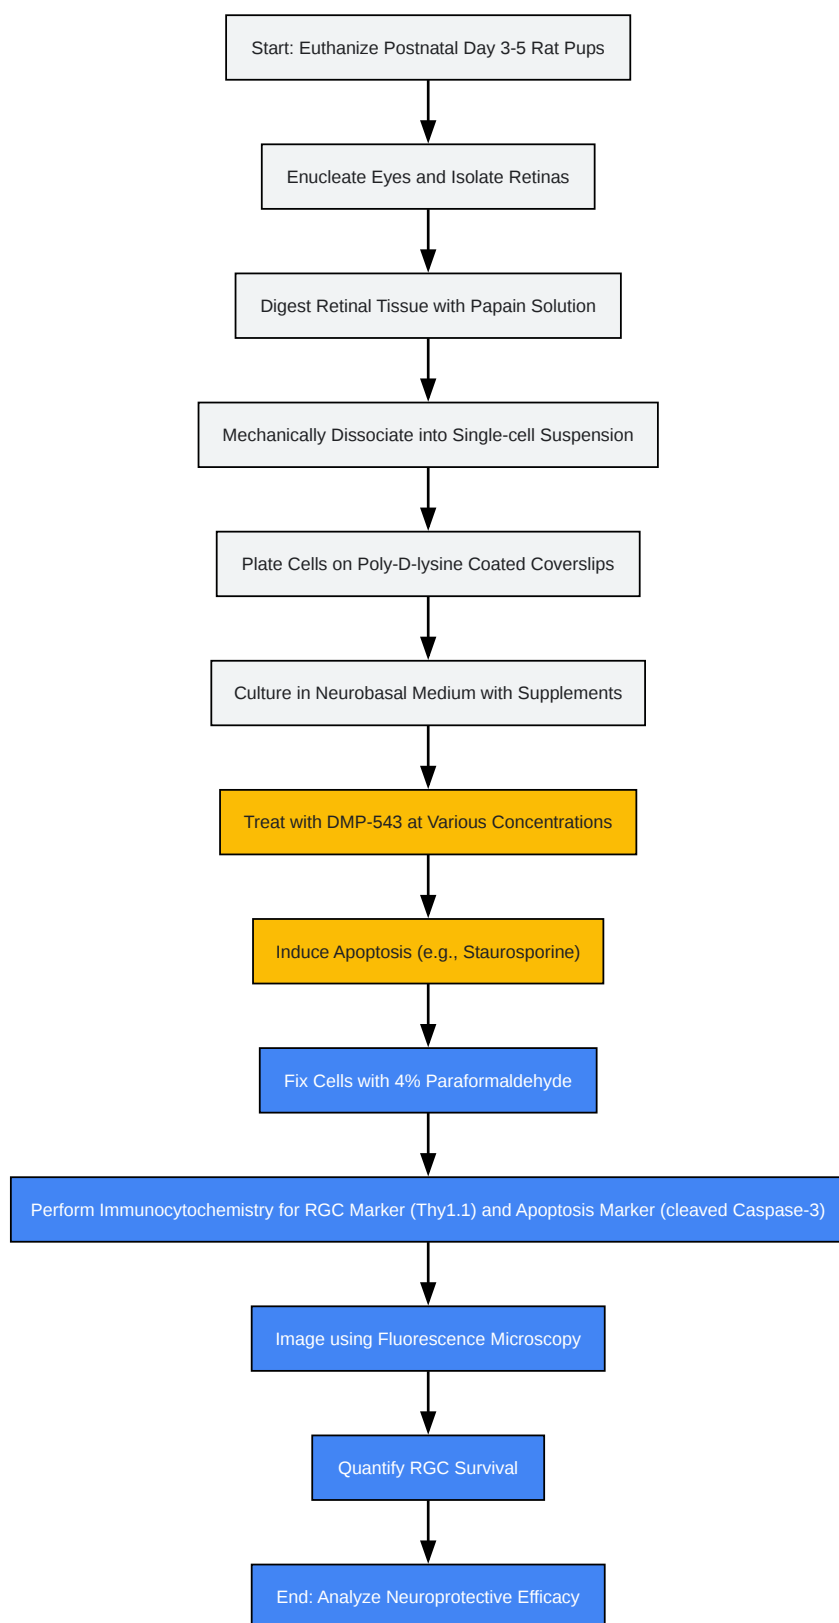 Start: Euthanize Postnatal Day 3-5 Rat Pups
Enucleate Eyes and Isolate Retinas
Digest Retinal Tissue with Papain Solution
Mechanically Dissociate into Single-cell Suspension
Plate Cells on Poly-D-lysine Coated Coverslips
Culture in Neurobasal Medium with Supplements
Treat with DMP-543 at Various Concentrations
Induce Apoptosis (e.g., Staurosporine)
Fix Cells with 4% Paraformaldehyde
Perform Immunocytochemistry for RGC Marker (Thy1.1) and Apoptosis Marker (cleaved Caspase-3)
Image using Fluorescence Microscopy
Quantify RGC Survival
End: Analyze Neuroprotective Efficacy